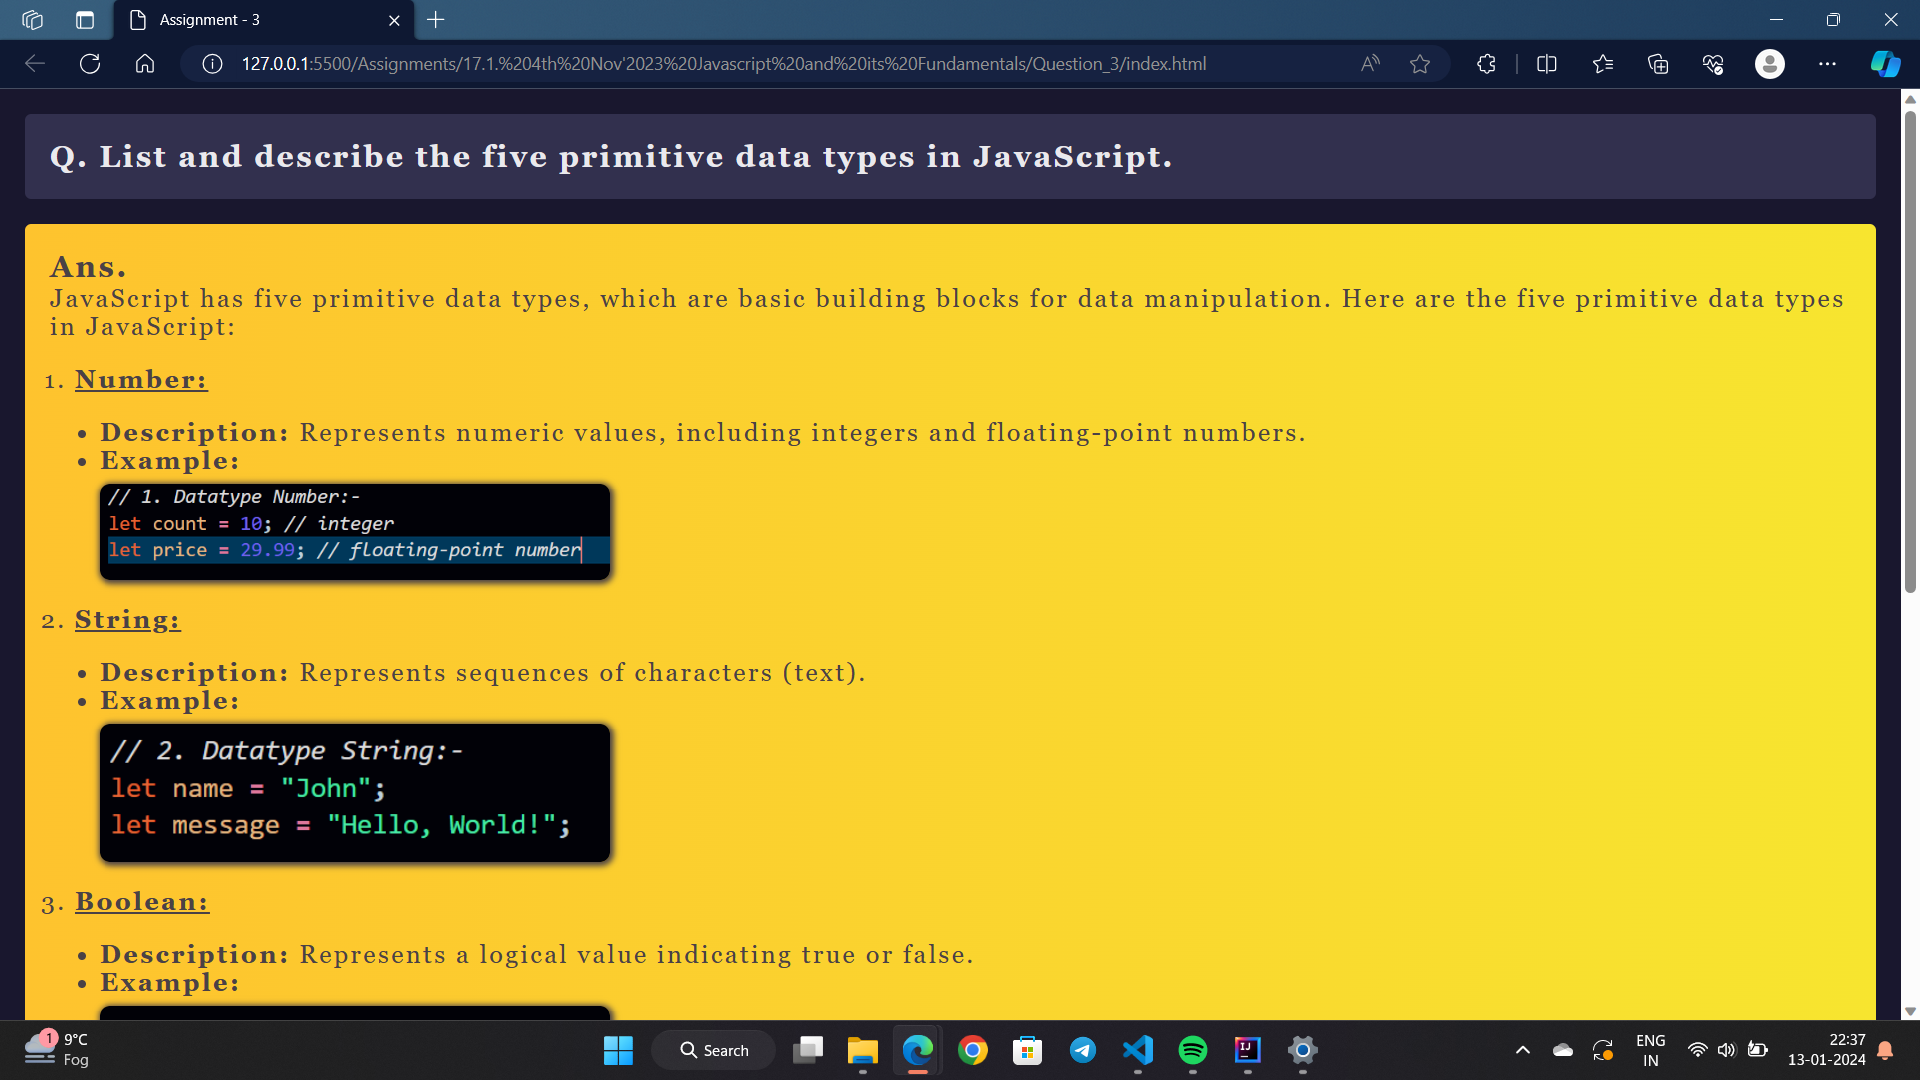 Assignment - 3
127.0.0.1:5500/Assignments/17.1.%204th%20Nov'2023%20Javascript%20and%20its%20Fundamentals/Question_3/index.html
Q. List and describe the five primitive data types in JavaScript.
Ans.
JavaScript has five primitive data types, which are basic building blocks for data manipulation. Here are the five primitive data types
in JavaScript:
1. Number:
• Description: Represents numeric values, including integers and floating-point numbers.
• Example:
// 1. Datatype Number:-
let count = 10; // integer
let price = 29.99; // floating-point number
2. String:
• Description: Represents sequences of characters (text).
• Example:
// 2. Datatype String:-
let name = "John";
let message = "Hello, World!";
3. Boolean:
• Description: Represents a logical value indicating true or false.
• Example:
1
9°C
Fog
Search
IJ
ENG
IN
22:37
13-01-2024